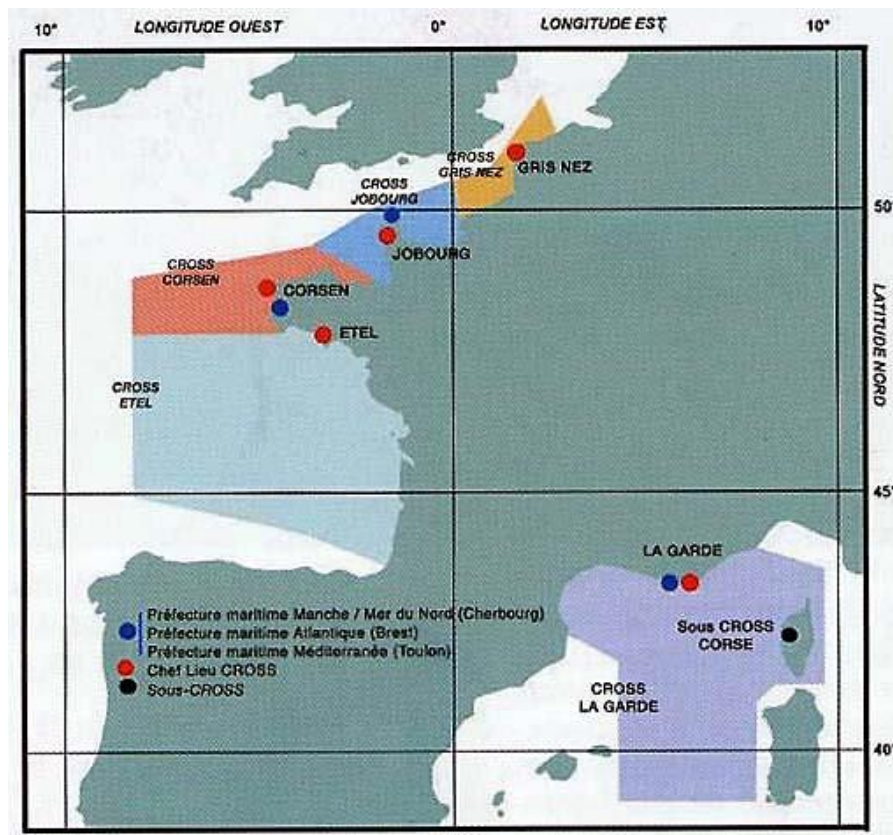 10°
LONGITUDE OUEST
0°
LONGITUDE EST
10°
CROSS
GRIS-NEZ
GRIS NEZ
CROSS
JOBOURG
50°
JOBOURG
CROSS
CORSEN
CORSEN
ETEL
LATITUDE NORD
CROSS
ETEL
45°
LA GARDE
Préfecture maritime Manche / Mer du Nord (Cherbourg)
Préfecture maritime Atlantique (Brest)
Préfecture maritime Méditerranée (Toulon)
Chef Lieu CROSS
Sous-CROSS
Sous CROSS
CORSE
CROSS
LA GARDE
40°